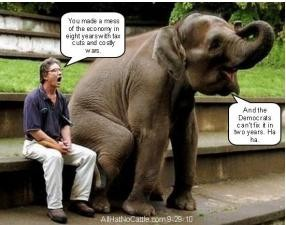 You made a mess
of the economy in
eight years with tax
cuts and costly
wars.
And the
Democrats
can't fix it in
two years. Ha
ha.
AllHatNoCattle.com 9-29-10